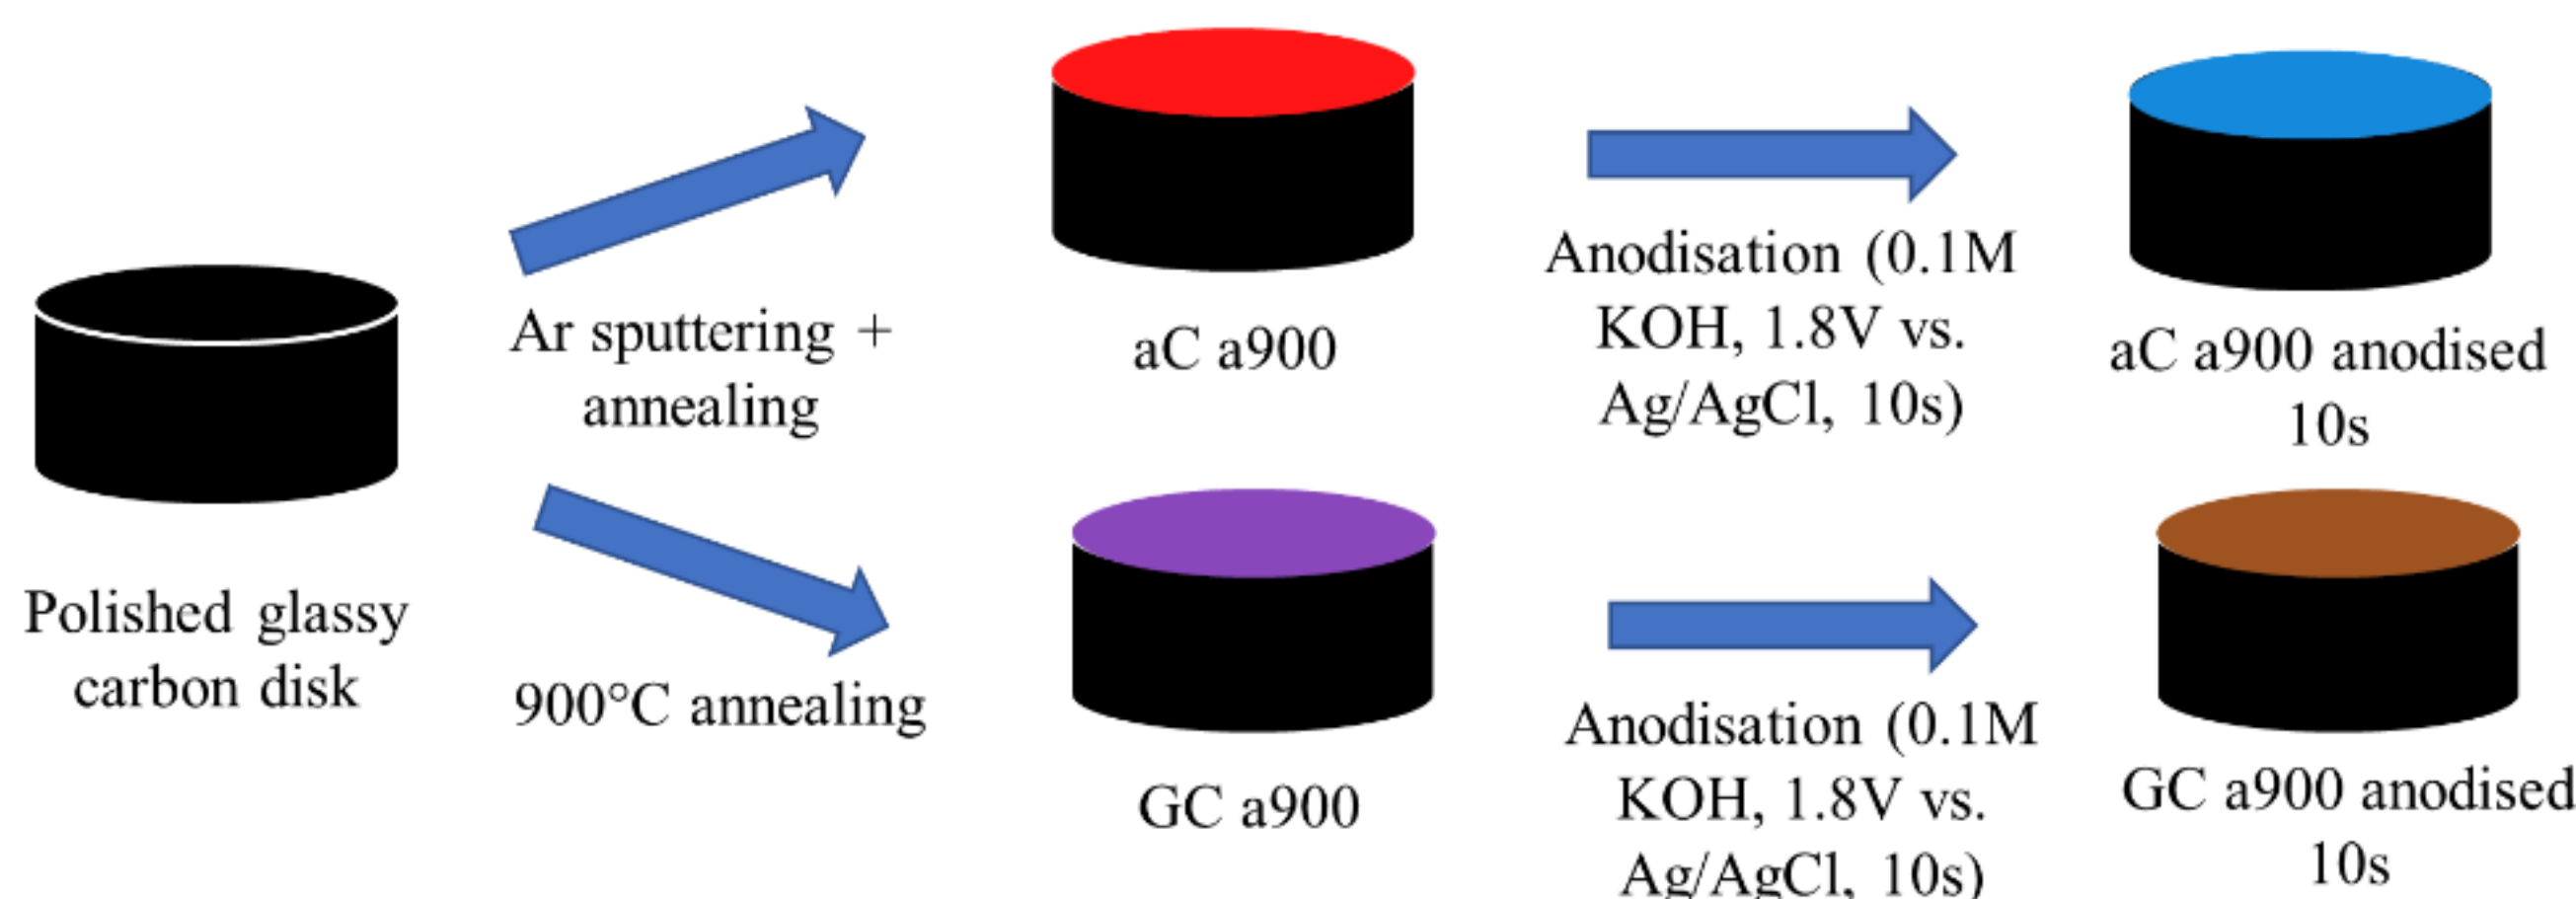 Polished glassy
carbon disk
Ar sputtering +
annealing
900°C annealing
aC a900
GC a900
Anodisation (0.1M
KOH, 1.8V vs.
Ag/AgCl, 10s)
Anodisation (0.1M
KOH, 1.8V vs.
Ag/AgCl, 10s)
aC a900 anodised
10s
GC a900 anodised
10s